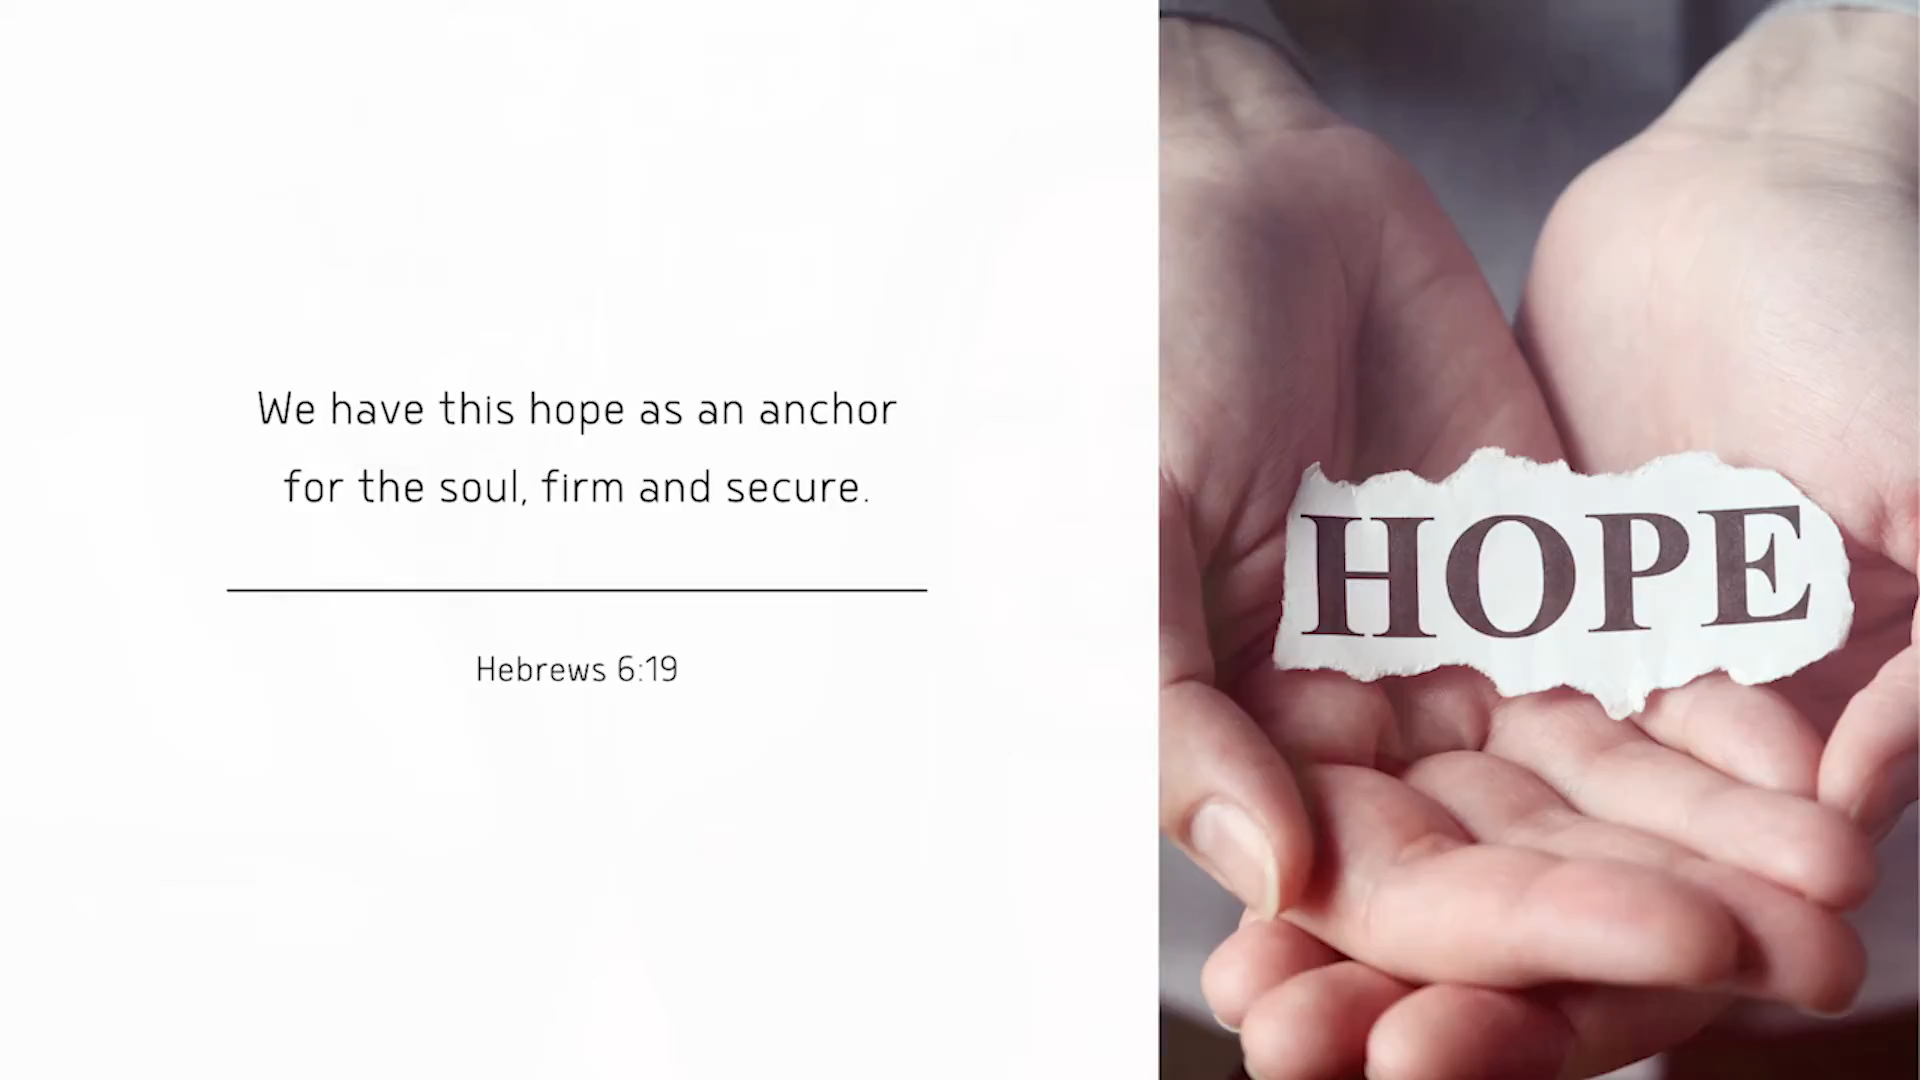 We have this hope as an anchor
for the soul, firm and secure.
Hebrews 6:19
HOPE